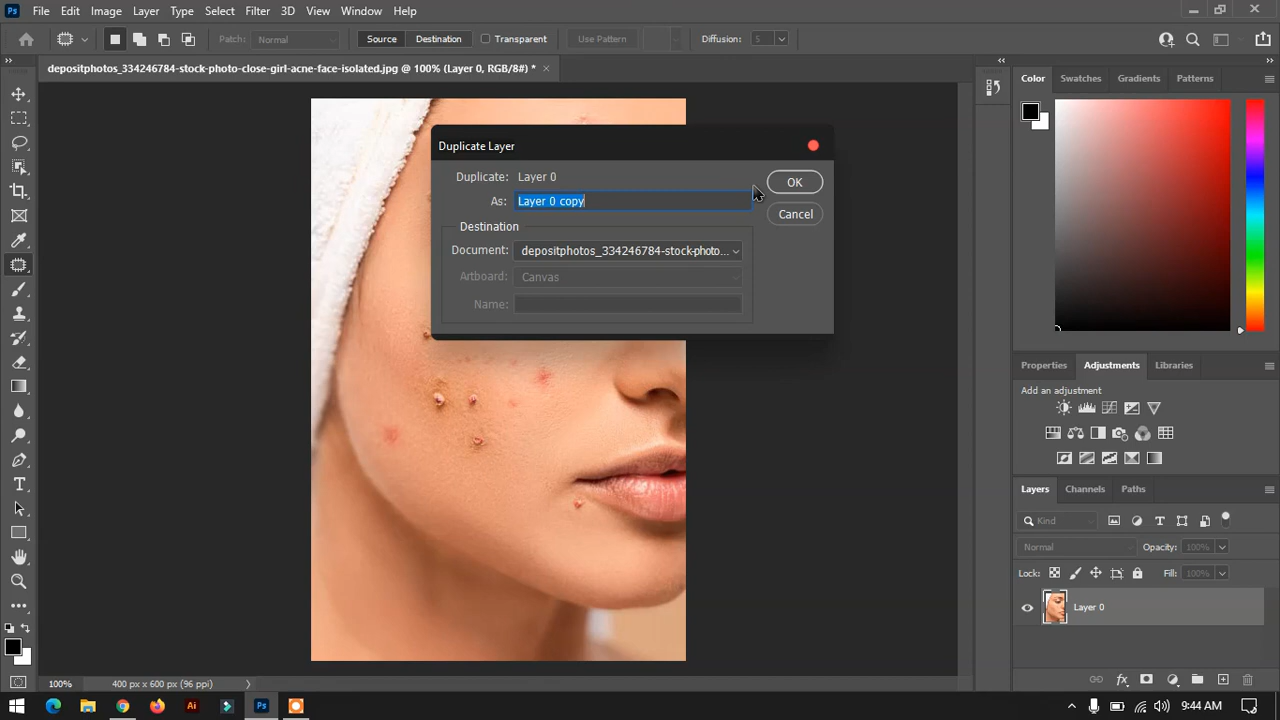 Ps File Edit Image Layer Type Select Filter 3D View Window Help
Patch: Normal Source Destination Transparent Use Pattern Diffusion: 5
depositphotos_334246784-stock-photo-close-girl-acne-face-isolated.jpg @ 100% (Layer 0, RGB/8#) *
Color Swatches Gradients Patterns
Duplicate Layer
Duplicate: Layer 0
OK
As: Layer 0 copy
Cancel
Destination
Document: depositphotos_334246784-stock-photo...
Artboard: Canvas
Name:
Properties Adjustments Libraries
Add an adjustment
Layers Channels Paths
Kind
Normal Opacity: 100%
Lock: Fill: 100%
Layer 0
100% 400 px x 600 px (96 ppi)
Ai Ps 9:44 AM